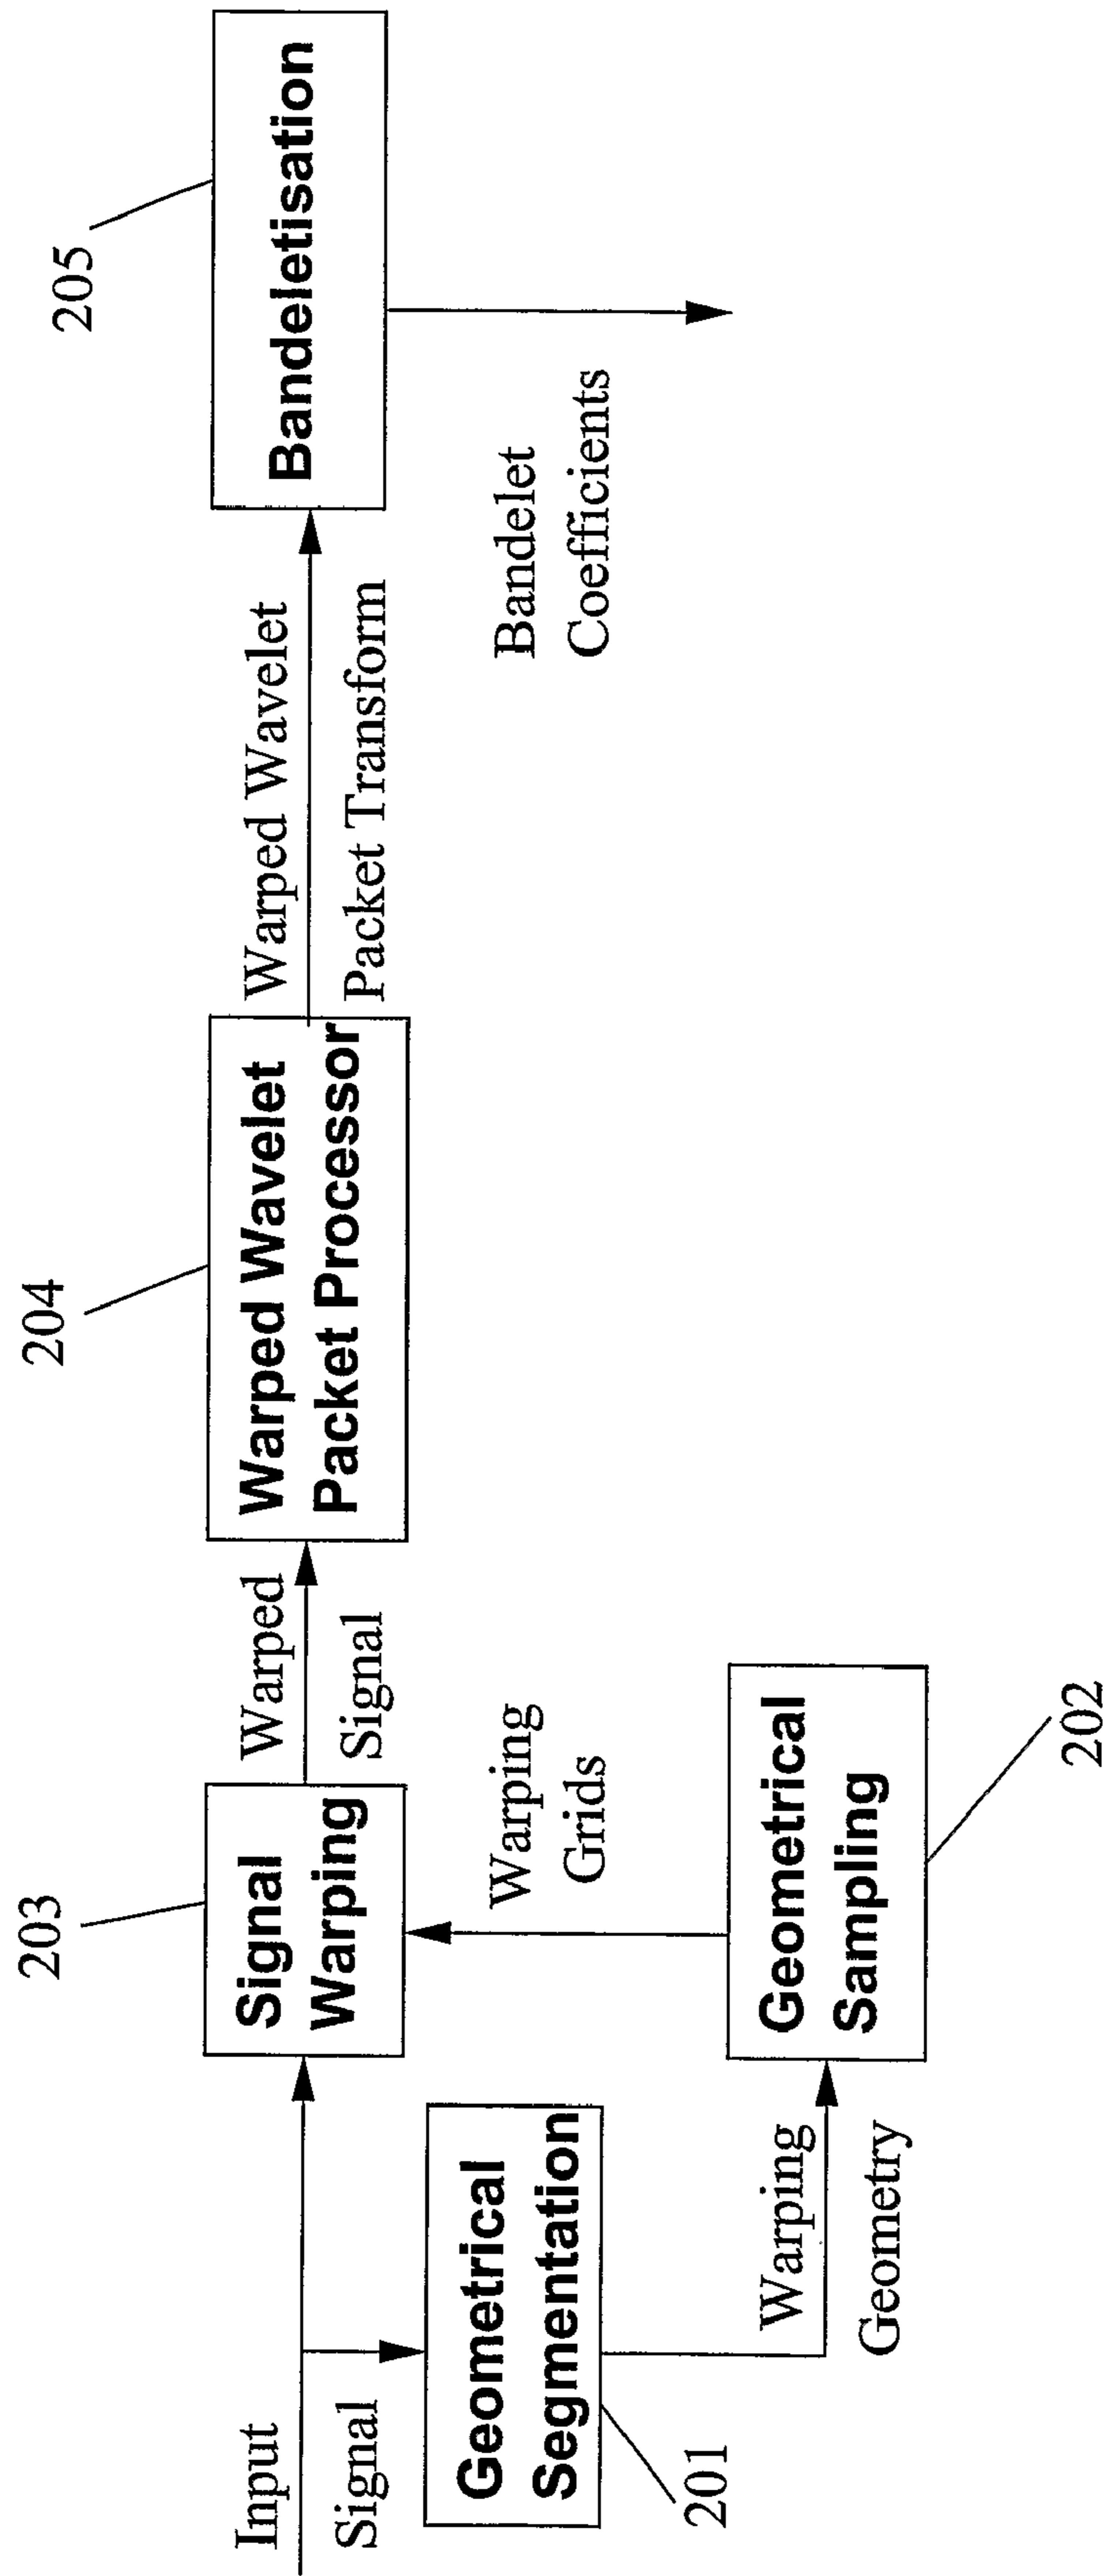 Input
Signal
Geometrical
Segmentation
201
Warping
Geometry
Geometrical
Sampling
202
Warping
Grids
203
Signal
Warping
Warped
Signal
204
Warped Wavelet
Packet Processor
Warped Wavelet
Packet Transform
205
Bandeletisation
Bandelet
Coefficients